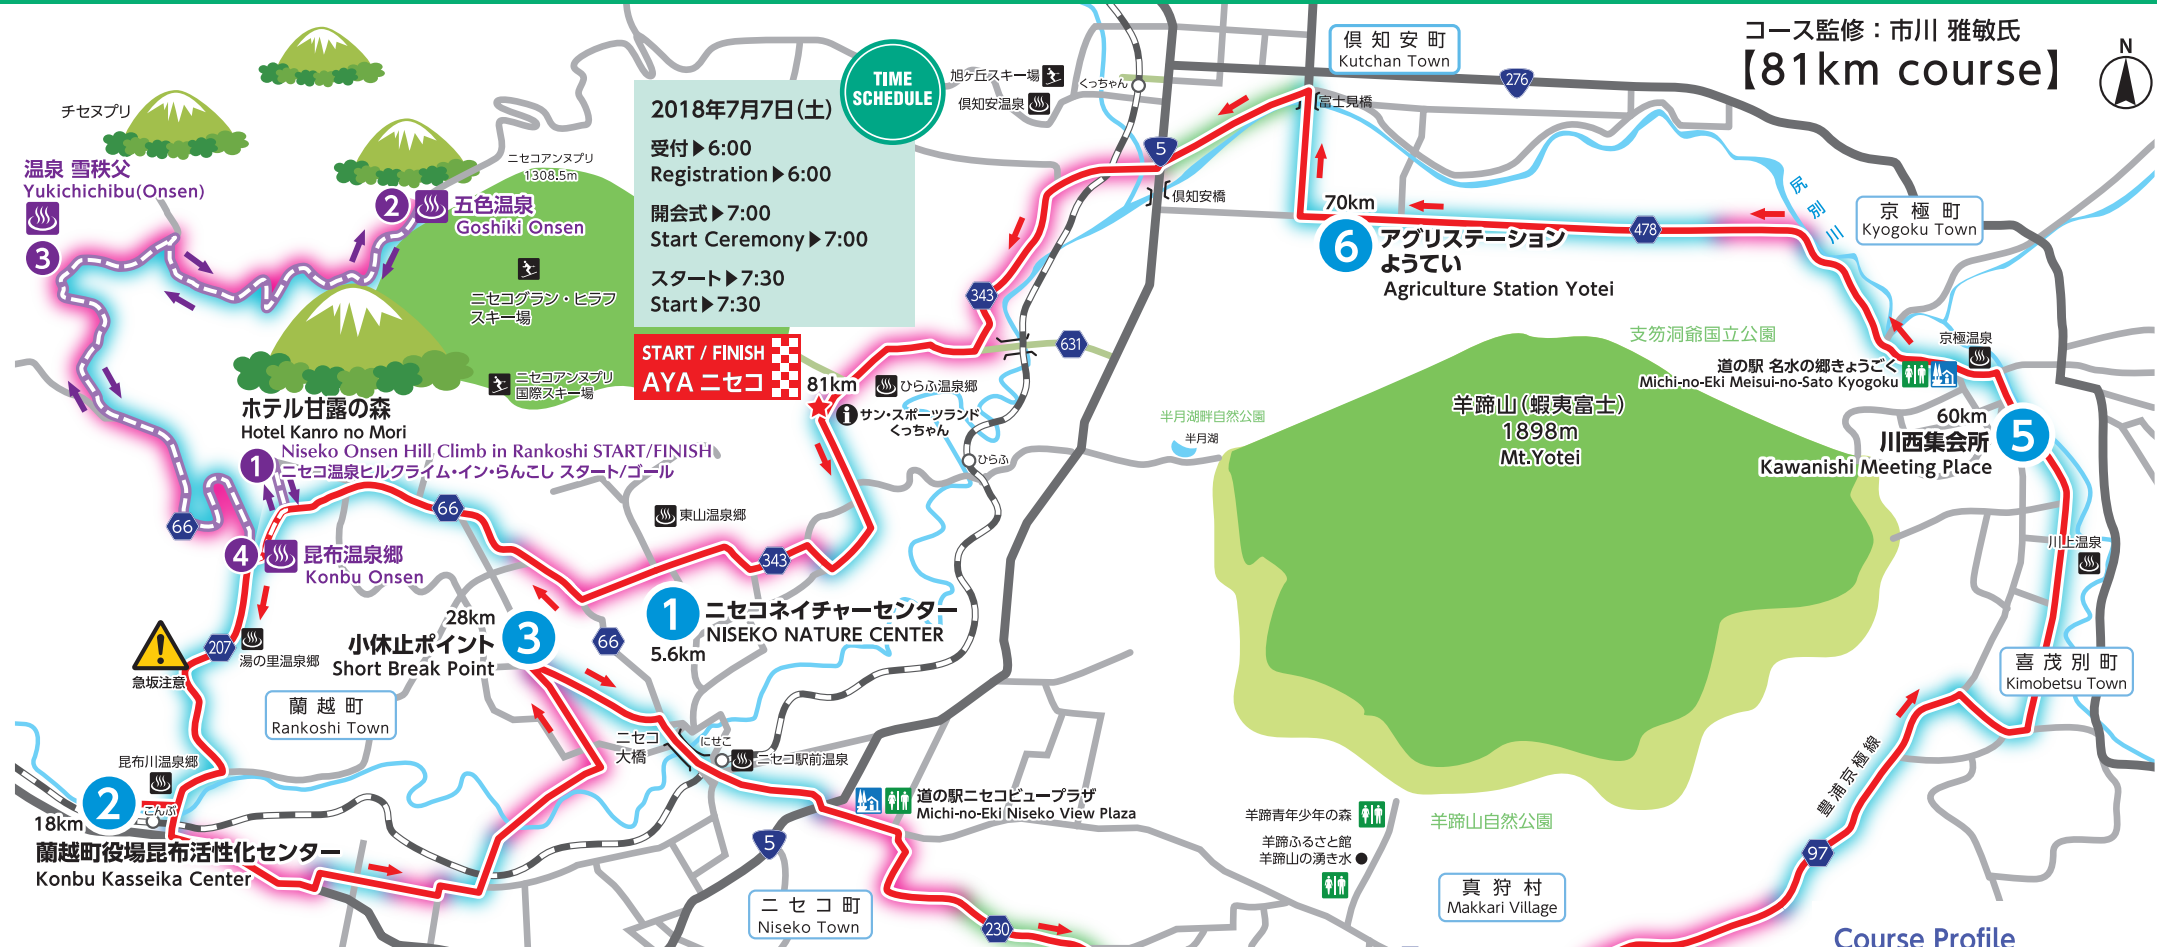 コース監修：市川 雅敏氏
【81km course】
N
TIME
SCHEDULE
2018年7月7日(土)
受付▶6:00
Registration▶6:00
開会式▶7:00
Start Ceremony▶7:00
スタート▶7:30
Start▶7:30
START / FINISH
AYA ニセコ
81km
チセヌプリ
温泉 雪秩父
Yukichichibu(Onsen)
3
2
五色温泉
Goshiki Onsen
ニセコアンヌプリ
1308.5m
ニセコグラン・ヒラフ
スキー場
ニセコアンヌプリ
国際スキー場
旭ケ丘スキー場
倶知安温泉
くっちゃん
倶知安町
Kutchan Town
276
富士見橋
5
倶知安橋
尻別川
京極町
Kyogoku Town
70km
6
アグリステーション
ようてい
Agriculture Station Yotei
478
343
631
ひらふ温泉郷
サン・スポーツランド
くっちゃん
ひらふ
半月湖畔自然公園
半月湖
支笏洞爺国立公園
羊蹄山(蝦夷富士)
1898m
Mt.Yotei
京極温泉
道の駅 名水の郷きょうごく
Michi-no-Eki Meisui-no-Sato Kyogoku
60km
5
川西集会所
Kawanishi Meeting Place
川上温泉
喜茂別町
Kimobetsu Town
ホテル甘露の森
Hotel Kanro no Mori
1
Niseko Onsen Hill Climb in Rankoshi START/FINISH
ニセコ温泉ヒルクライム・イン・らんこし スタート/ゴール
66
66
4
昆布温泉郷
Konbu Onsen
東山温泉郷
343
1
ニセコネイチャーセンター
NISEKO NATURE CENTER
5.6km
66
28km
3
小休止ポイント
Short Break Point
207
湯の里温泉郷
急坂注意
蘭越町
Rankoshi Town
昆布川温泉郷
2
こんぶ
18km
蘭越町役場昆布活性化センター
Konbu Kasseika Center
ニセコ
大橋
にせこ
ニセコ駅前温泉
道の駅ニセコビュープラザ
Michi-no-Eki Niseko View Plaza
5
ニセコ町
Niseko Town
230
羊蹄青年少年の森
羊蹄ふるさと館
羊蹄山の湧き水
羊蹄山自然公園
真狩村
Makkari Village
豊浦京極線
97
Course Profile